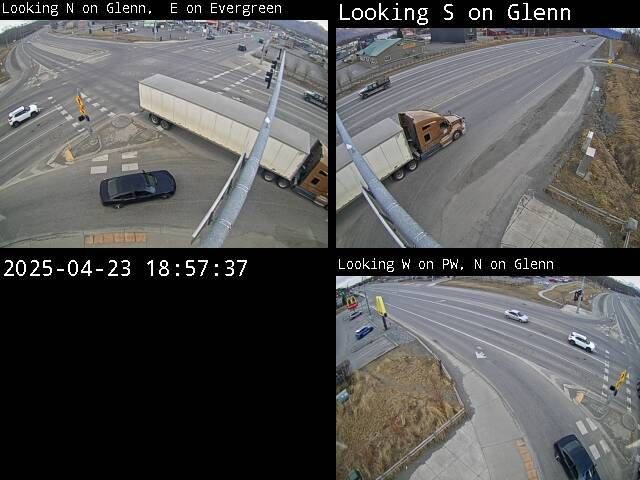 Looking N on Glenn,  E on Evergreen
Looking S on Glenn
2025-04-23 18:57:37
Looking W on PW, N on Glenn